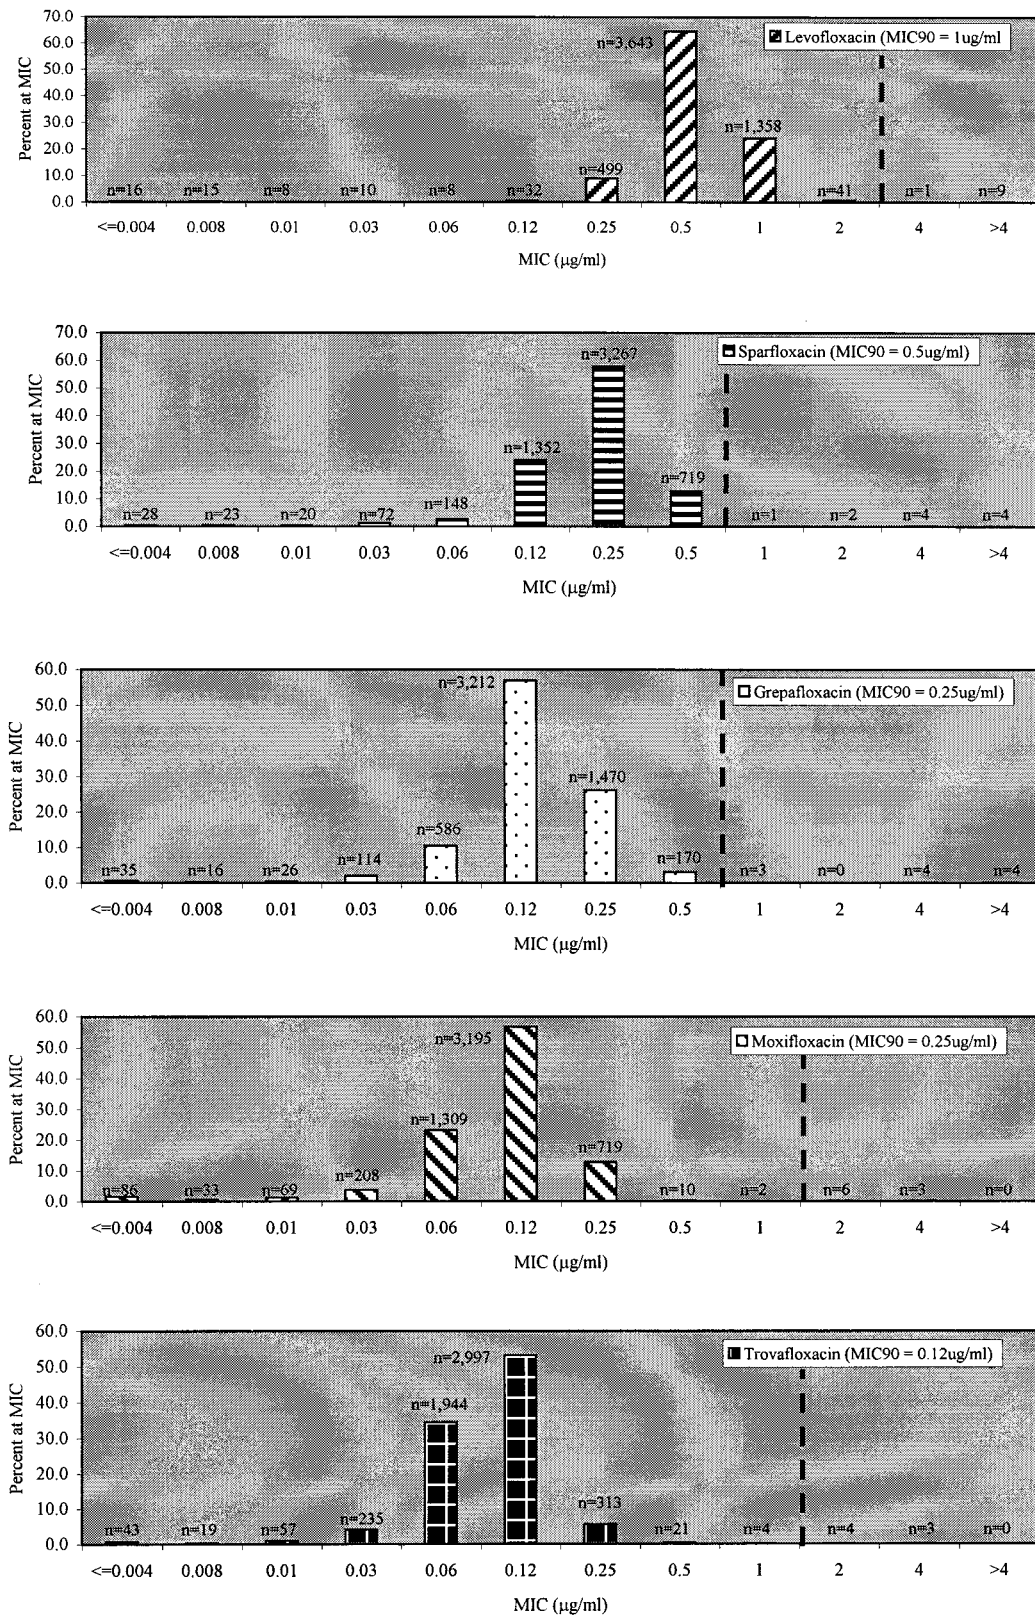 70.0
60.0
50.0
40.0
30.0
20.0
10.0
0.0
Percent at MIC
Levofloxacin (MIC90 = 1ug/ml
n=16 n=15 n=8 n=10 n=8 n=32 n=499 n=3,643 n=1,358 n=41 n=1 n=9
<=0.004 0.008 0.01 0.03 0.06 0.12 0.25 0.5 1 2 4 >4
MIC (µg/ml)
70.0
60.0
50.0
40.0
30.0
20.0
10.0
0.0
Percent at MIC
Sparfloxacin (MIC90 = 0.5ug/ml)
n=28 n=23 n=20 n=72 n=148 n=1,352 n=3,267 n=719 n=1 n=2 n=4 n=4
<=0.004 0.008 0.01 0.03 0.06 0.12 0.25 0.5 1 2 4 >4
MIC (µg/ml)
60.0
50.0
40.0
30.0
20.0
10.0
0.0
Percent at MIC
Grepafloxacin (MIC90 = 0.25ug/ml)
n=35 n=16 n=26 n=114 n=586 n=3,212 n=1,470 n=170 n=3 n=0 n=4 n=4
<=0.004 0.008 0.01 0.03 0.06 0.12 0.25 0.5 1 2 4 >4
MIC (µg/ml)
60.0
50.0
40.0
30.0
20.0
10.0
0.0
Percent at MIC
Moxifloxacin (MIC90 = 0.25ug/ml)
n=86 n=33 n=69 n=208 n=1,309 n=3,195 n=719 n=10 n=2 n=6 n=3 n=0
<=0.004 0.008 0.01 0.03 0.06 0.12 0.25 0.5 1 2 4 >4
MIC (µg/ml)
60.0
50.0
40.0
30.0
20.0
10.0
0.0
Percent at MIC
Trovafloxacin (MIC90 = 0.12ug/ml)
n=43 n=19 n=57 n=235 n=1,944 n=2,997 n=313 n=21 n=4 n=4 n=3 n=0
<=0.004 0.008 0.01 0.03 0.06 0.12 0.25 0.5 1 2 4 >4
MIC (µg/ml)